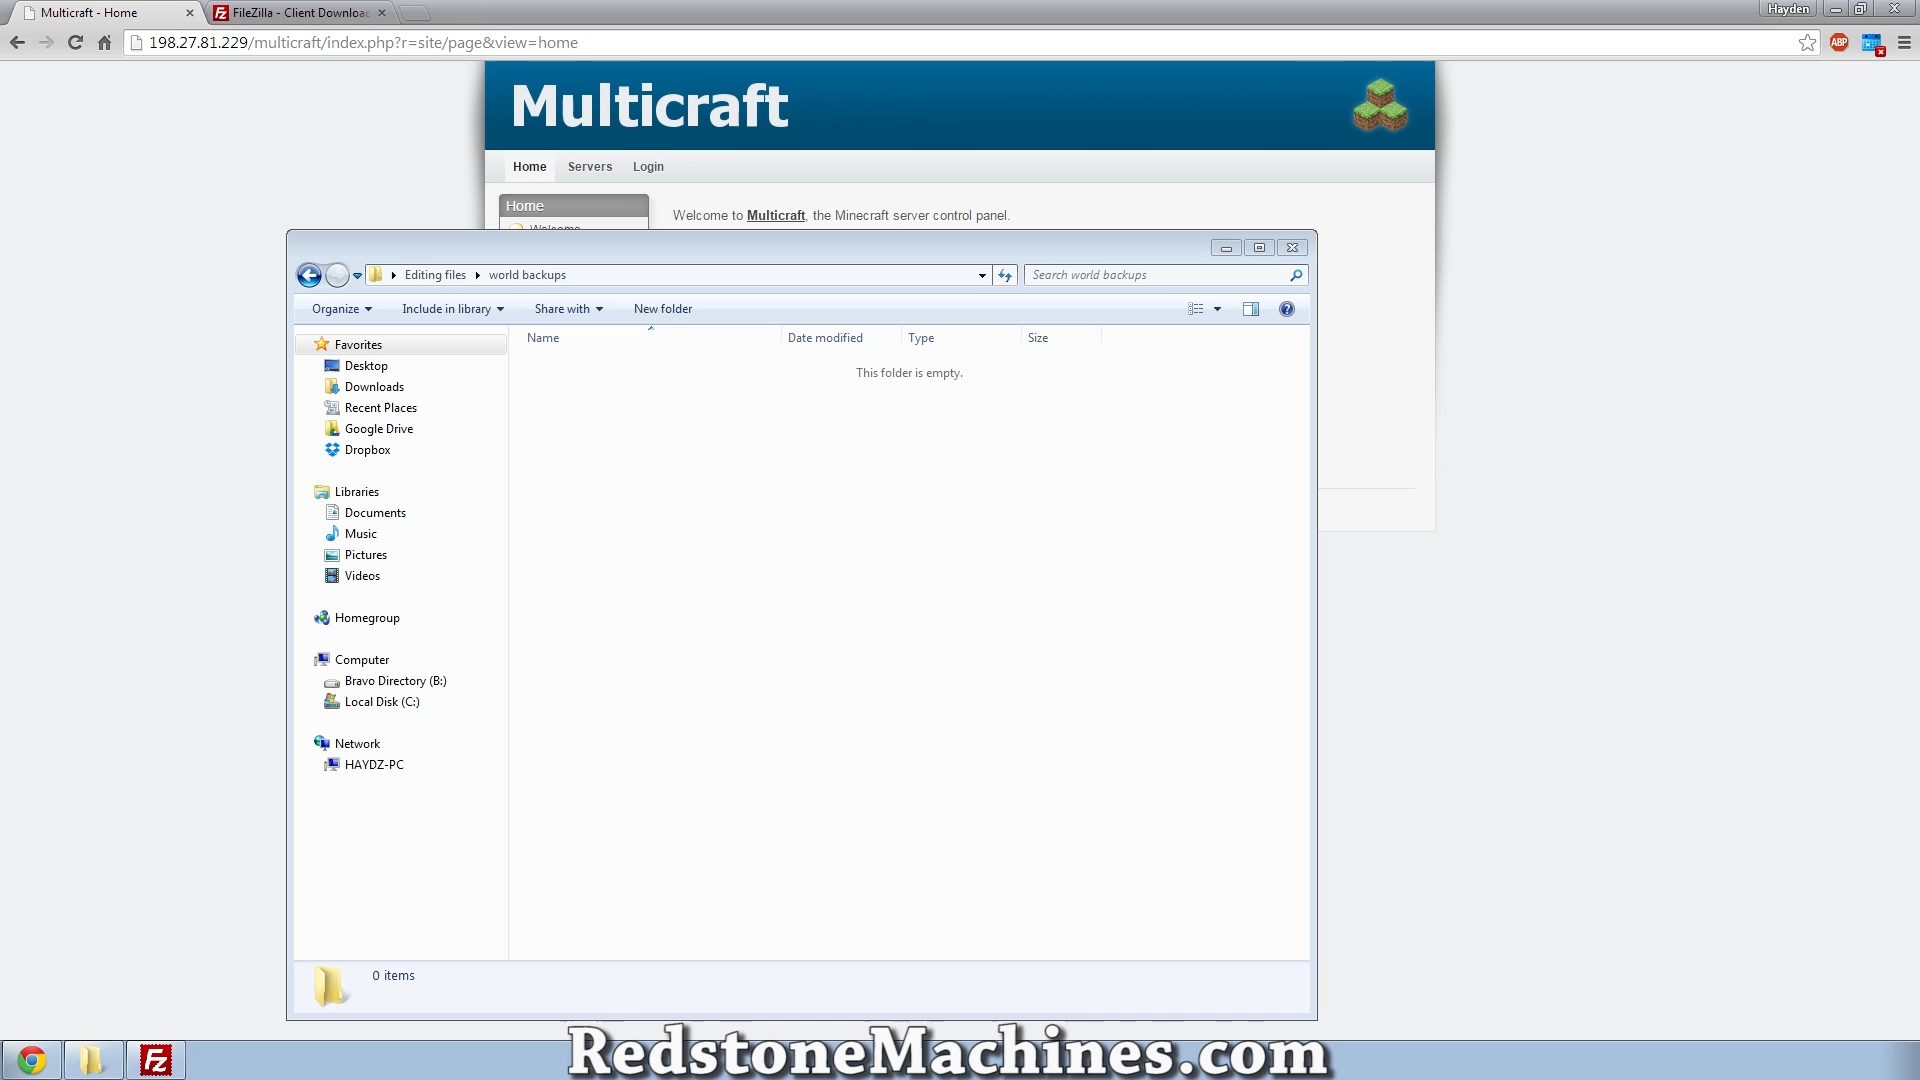 Multicraft - Home
FileZilla - Client Downloa
Hayden
198.27.81.229/multicraft/index.php?r=site/page&view=home
ABP
Multicraft
Home Servers Login
Home
Welcome to Multicraft, the Minecraft server control panel.
Welcome
Editing files world backups
Search world backups
Organize Include in library Share with New folder
Name Date modified Type Size
This folder is empty.
Favorites
Desktop
Downloads
Recent Places
Google Drive
Dropbox
Libraries
Documents
Music
Pictures
Videos
Homegroup
Computer
Bravo Directory (B:)
Local Disk (C:)
Network
HAYDZ-PC
0 items
RedstoneMachines.com
Fz